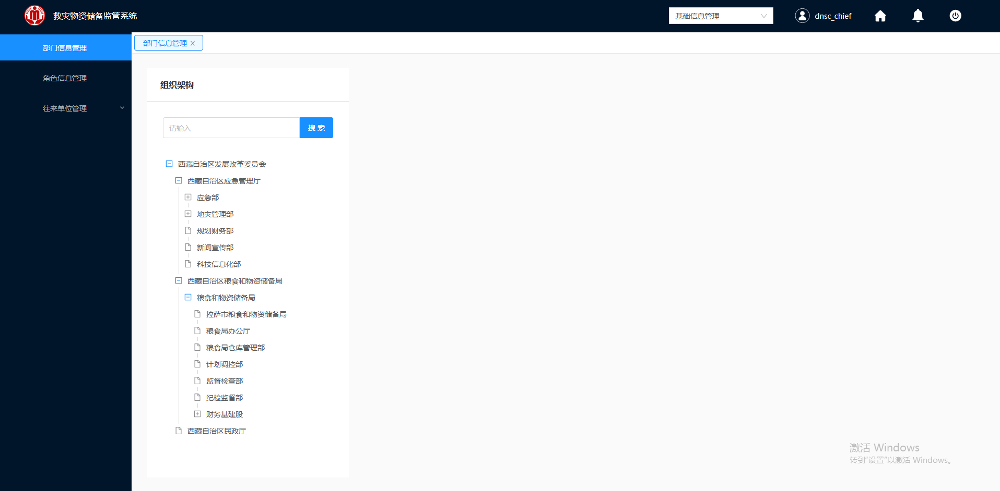 救灾物资储备监管系统
基础信息管理
dnsc_chief
部门信息管理
角色信息管理
往来单位管理
部门信息管理
组织架构
请输入
搜 索
西藏自治区发展改革委员会
西藏自治区应急管理厅
应急部
地灾管理部
规划财务部
新闻宣传部
科技信息化部
西藏自治区粮食和物资储备局
粮食和物资储备局
拉萨市粮食和物资储备局
粮食局办公厅
粮食局仓库管理部
计划调控部
监督检查部
纪检监督部
财务基建股
西藏自治区民政厅
激活 Windows
转到“设置”以激活 Windows。